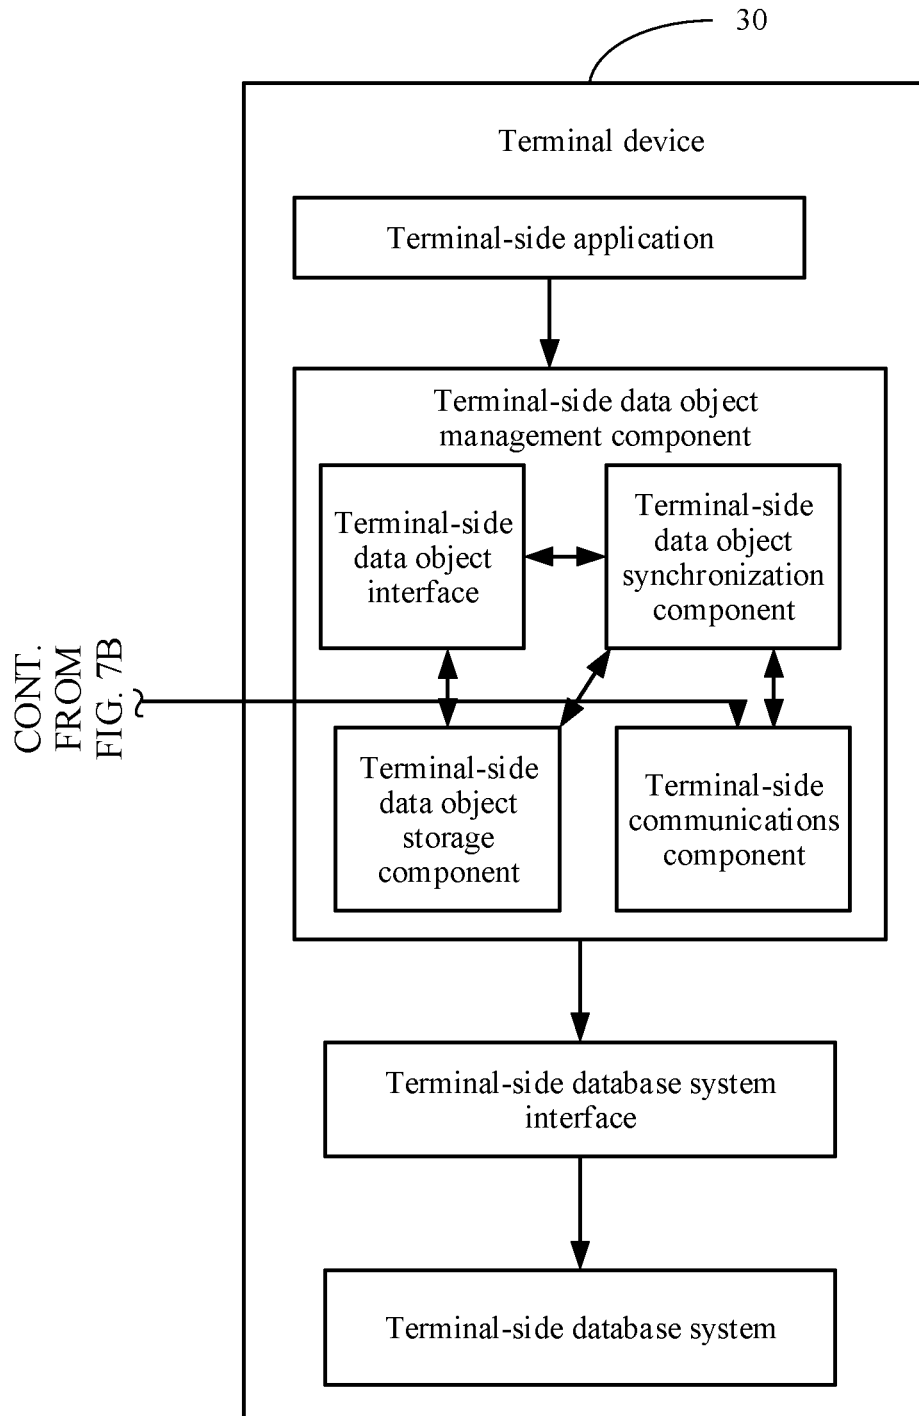 30
Terminal device
Terminal-side application
Terminal-side data object
management component
Terminal-side
data object
interface
Terminal-side
data object
synchronization
component
CONT.
FROM
FIG. 7B
Terminal-side
data object
storage
component
Terminal-side
communications
component
Terminal-side database system
interface
Terminal-side database system